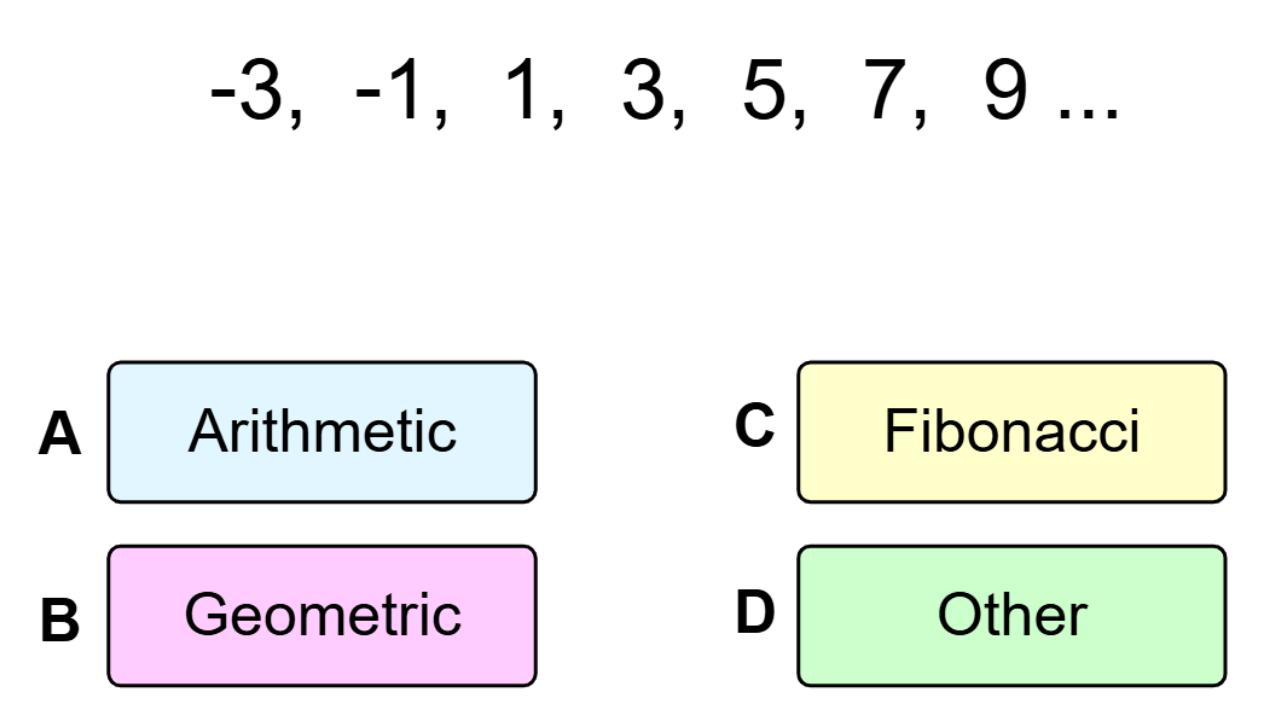 -3, -1, 1, 3, 5, 7, 9 ...
A Arithmetic
B Geometric
C Fibonacci
D Other